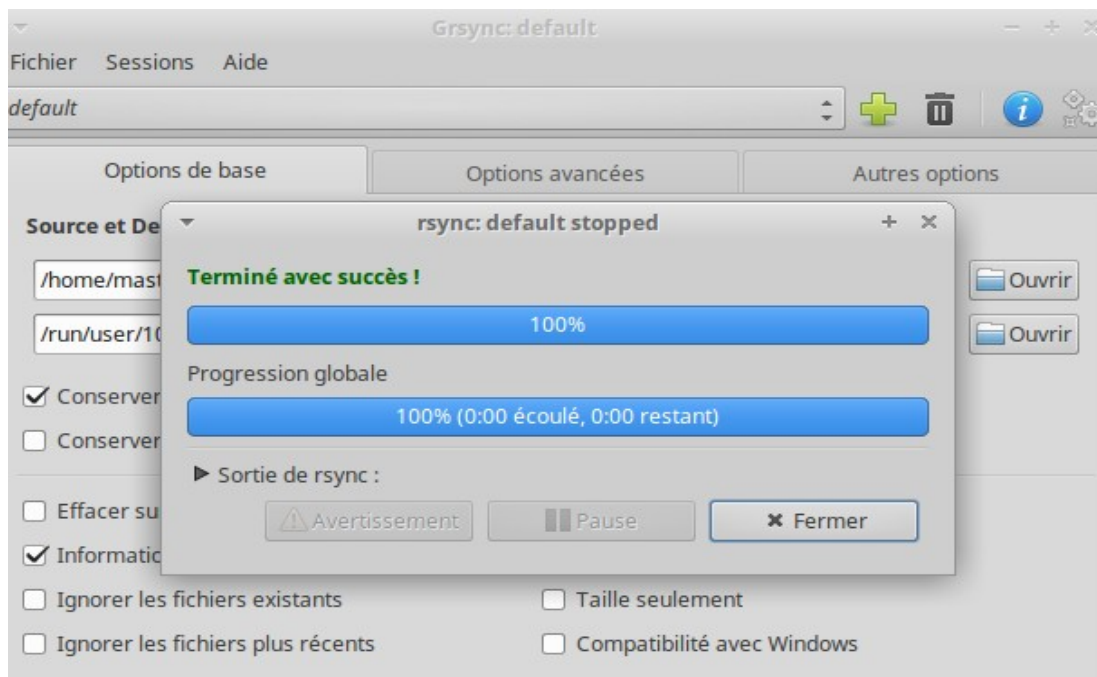 Grsync: default
Fichier Sessions Aide
default
Options de base Options avancées Autres options
Source et De
rsync: default stopped
/home/mast
Terminé avec succès !
Ouvrir
100%
/run/user/10
Ouvrir
Progression globale
Conserver
100% (0:00 écoulé, 0:00 restant)
Conserver
Sortie de rsync :
Effacer su
Avertissement Pause Fermer
Informatic
Ignorer les fichiers existants Taille seulement
Ignorer les fichiers plus récents Compatibilité avec Windows